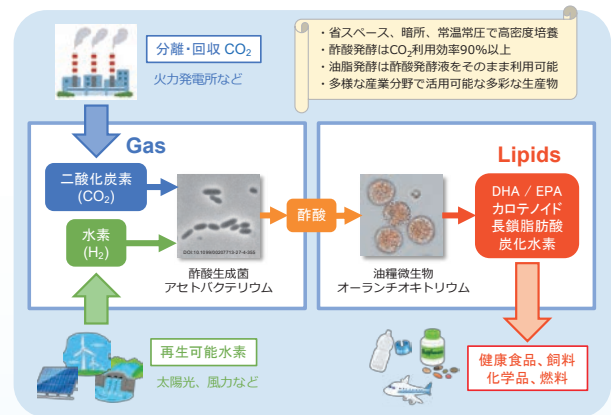 分離・回収 CO₂
火力発電所など
・省スペース、暗所、常温常圧で高密度培養
・酢酸発酵はCO₂利用効率90%以上
・油脂発酵は酢酸発酵液をそのまま利用可能
・多様な産業分野で活用可能な多彩な生産物
Gas
二酸化炭素
(CO₂)
水素
(H₂)
酢酸生成菌
アセトバクテリウム
酢酸
Lipids
油糧微生物
オーランチオキトリウム
DHA / EPA
カロテノイド
長鎖脂肪酸
炭化水素
再生可能水素
太陽光、風力など
健康食品、飼料
化学品、燃料